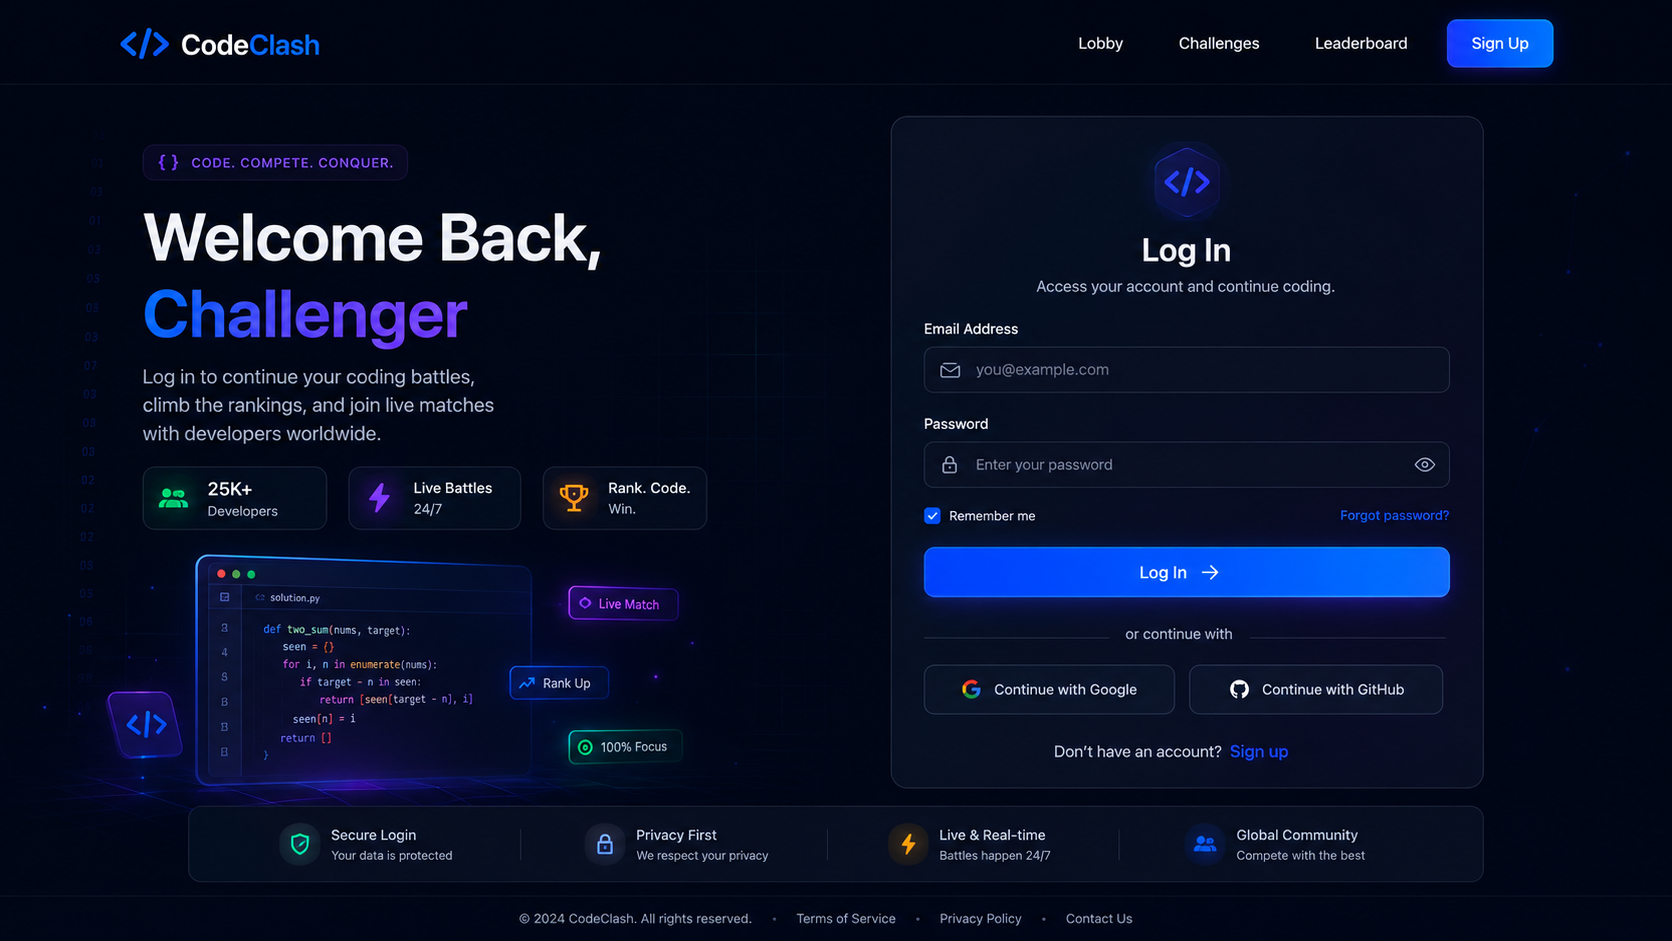 </> CodeClash
Lobby
Challenges
Leaderboard
Sign Up
{ } CODE. COMPETE. CONQUER.
Welcome Back,
Challenger
Log in to continue your coding battles,
climb the rankings, and join live matches
with developers worldwide.
25K+
Developers
Live Battles
24/7
Rank. Code.
Win.
solution.py
def two_sum(nums, target):
seen = {}
for i, n in enumerate(nums):
if target - n in seen:
return [seen[target - n], i]
seen[n] = i
return []
}
</>
Live Match
Rank Up
100% Focus
</>
Log In
Access your account and continue coding.
Email Address
you@example.com
Password
Enter your password
Remember me
Forgot password?
Log In →
or continue with
Continue with Google
Continue with GitHub
Don't have an account? Sign up
Secure Login
Your data is protected
Privacy First
We respect your privacy
Live & Real-time
Battles happen 24/7
Global Community
Compete with the best
© 2024 CodeClash. All rights reserved. • Terms of Service • Privacy Policy • Contact Us